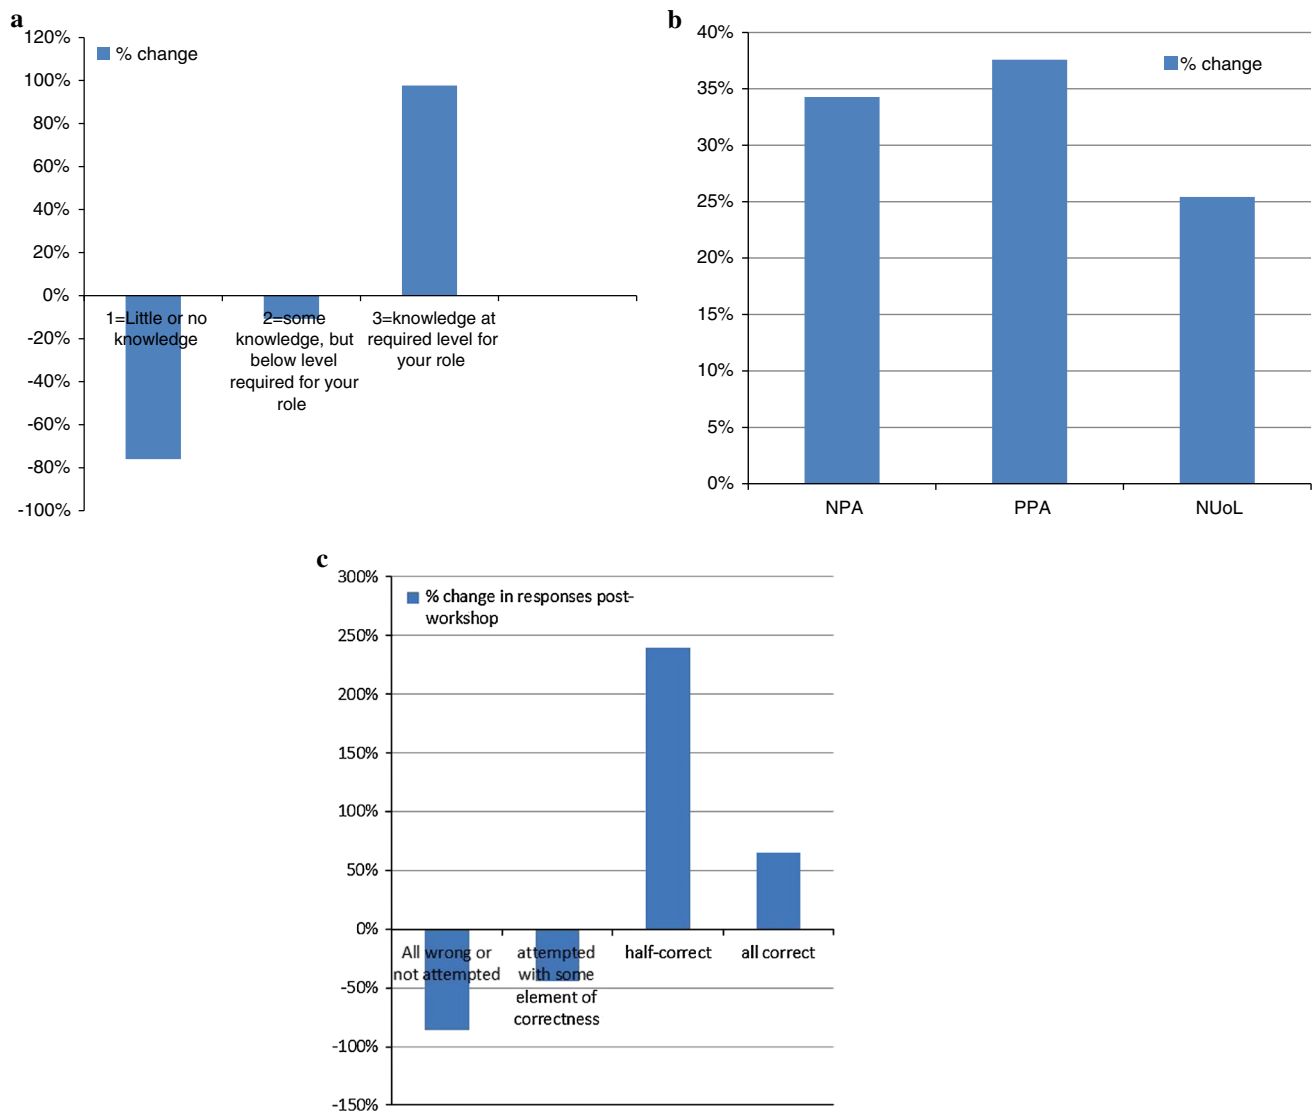 a
120%
% change
100%
80%
60%
40%
20%
0%
-20%
-40%
-60%
-80%
-100%
1=Little or no
knowledge
2=some
knowledge, but
below level
required for your
role
3=knowledge at
required level for
your role
b
40%
% change
35%
30%
25%
20%
15%
10%
5%
0%
NPA
PPA
NUoL
c
300%
% change in responses post-
workshop
250%
200%
150%
100%
50%
0%
-50%
-100%
-150%
All wrong or
not attempted
attempted
with some
element of
correctness
half-correct
all correct